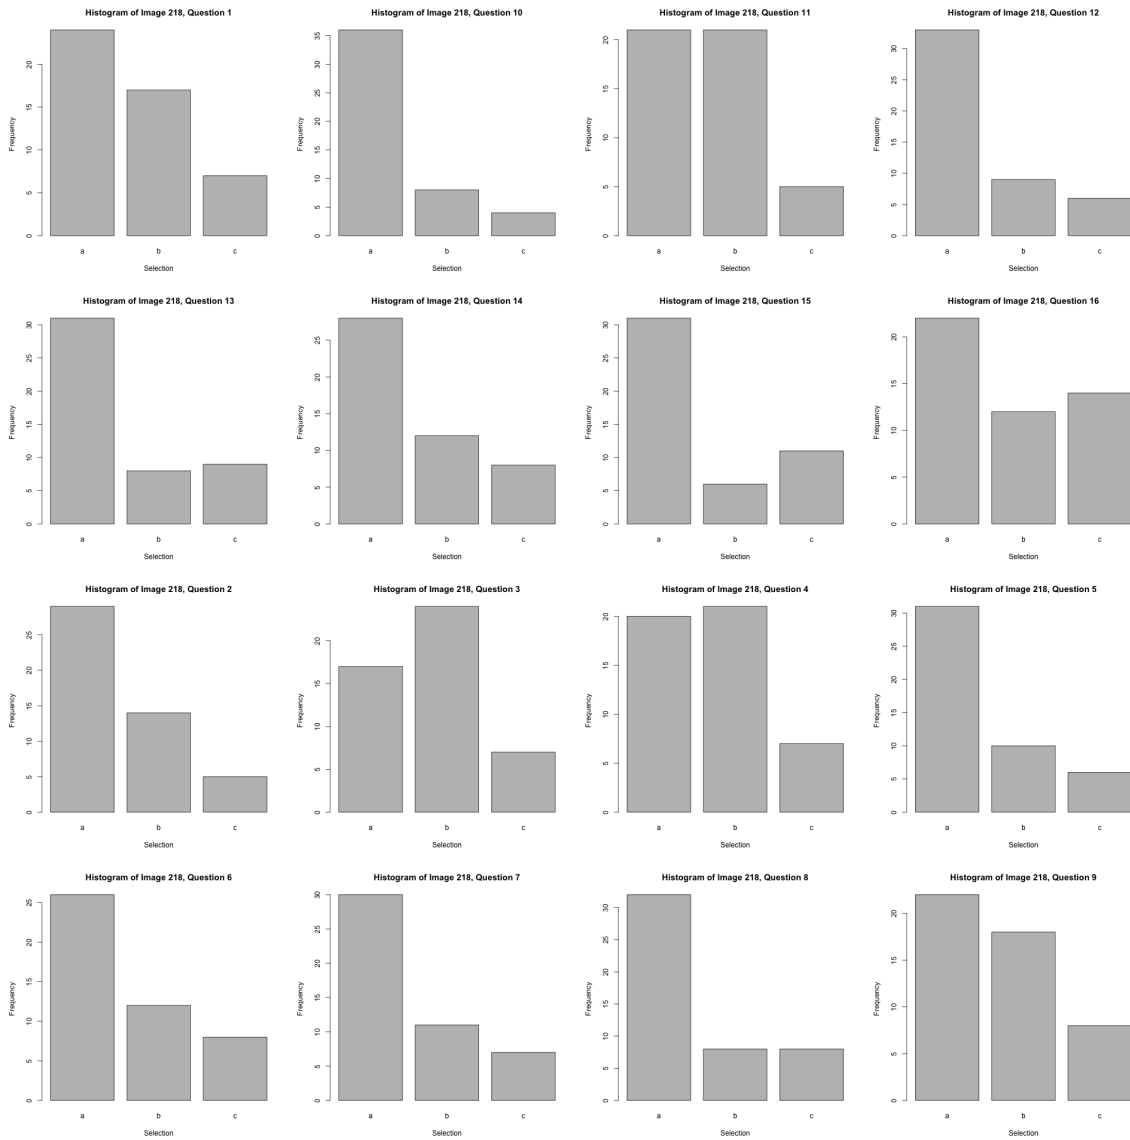 Histogram of Image 218, Question 1
Frequency
0
5
10
15
20
a b c
Selection
Histogram of Image 218, Question 10
Frequency
0
5
10
15
20
25
30
35
a b c
Selection
Histogram of Image 218, Question 11
Frequency
0
5
10
15
20
a b c
Selection
Histogram of Image 218, Question 12
Frequency
0
5
10
15
20
25
30
a b c
Selection
Histogram of Image 218, Question 13
Frequency
0
5
10
15
20
25
30
a b c
Selection
Histogram of Image 218, Question 14
Frequency
0
5
10
15
20
25
a b c
Selection
Histogram of Image 218, Question 15
Frequency
0
5
10
15
20
25
30
a b c
Selection
Histogram of Image 218, Question 16
Frequency
0
5
10
15
20
a b c
Selection
Histogram of Image 218, Question 2
Frequency
0
5
10
15
20
25
a b c
Selection
Histogram of Image 218, Question 3
Frequency
0
5
10
15
20
a b c
Selection
Histogram of Image 218, Question 4
Frequency
0
5
10
15
20
a b c
Selection
Histogram of Image 218, Question 5
Frequency
0
5
10
15
20
25
30
a b c
Selection
Histogram of Image 218, Question 6
Frequency
0
5
10
15
20
25
a b c
Selection
Histogram of Image 218, Question 7
Frequency
0
5
10
15
20
25
30
a b c
Selection
Histogram of Image 218, Question 8
Frequency
0
5
10
15
20
25
30
a b c
Selection
Histogram of Image 218, Question 9
Frequency
0
5
10
15
20
a b c
Selection